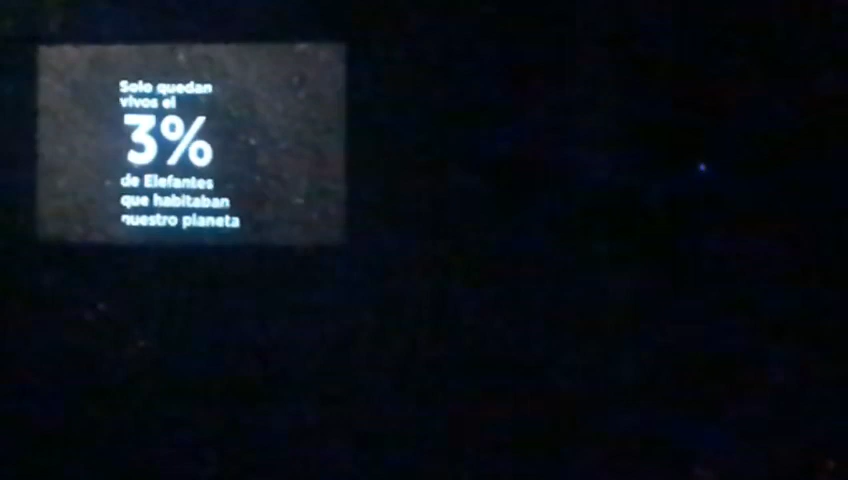 Solo quedan
vivos el
3%
de Elefantes
que habitaban
nuestro planeta